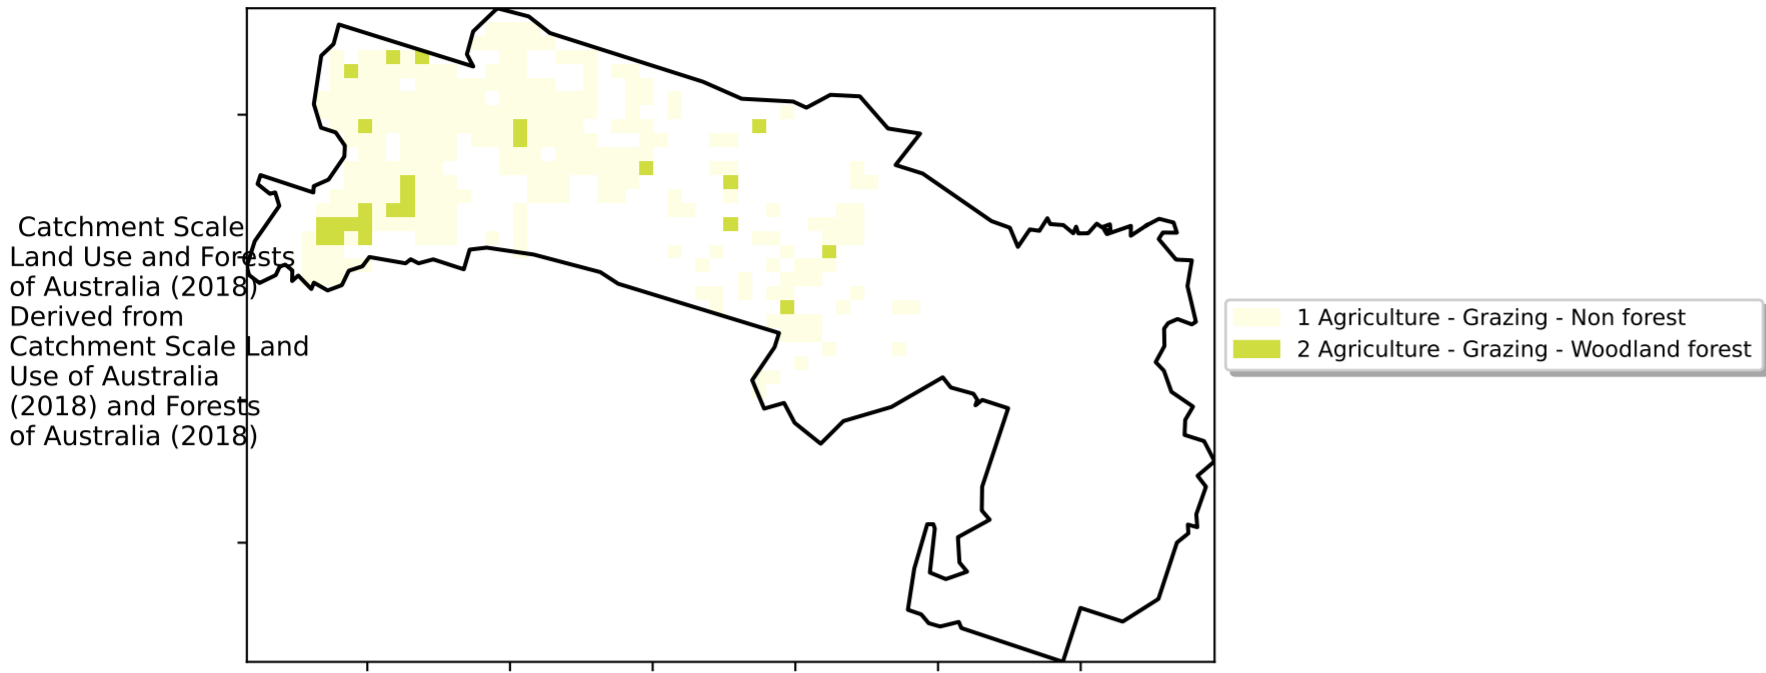 Catchment Scale
Land Use and Forests
of Australia (2018)
Derived from
Catchment Scale Land
Use of Australia
(2018) and Forests
of Australia (2018)
1 Agriculture - Grazing - Non forest
2 Agriculture - Grazing - Woodland forest